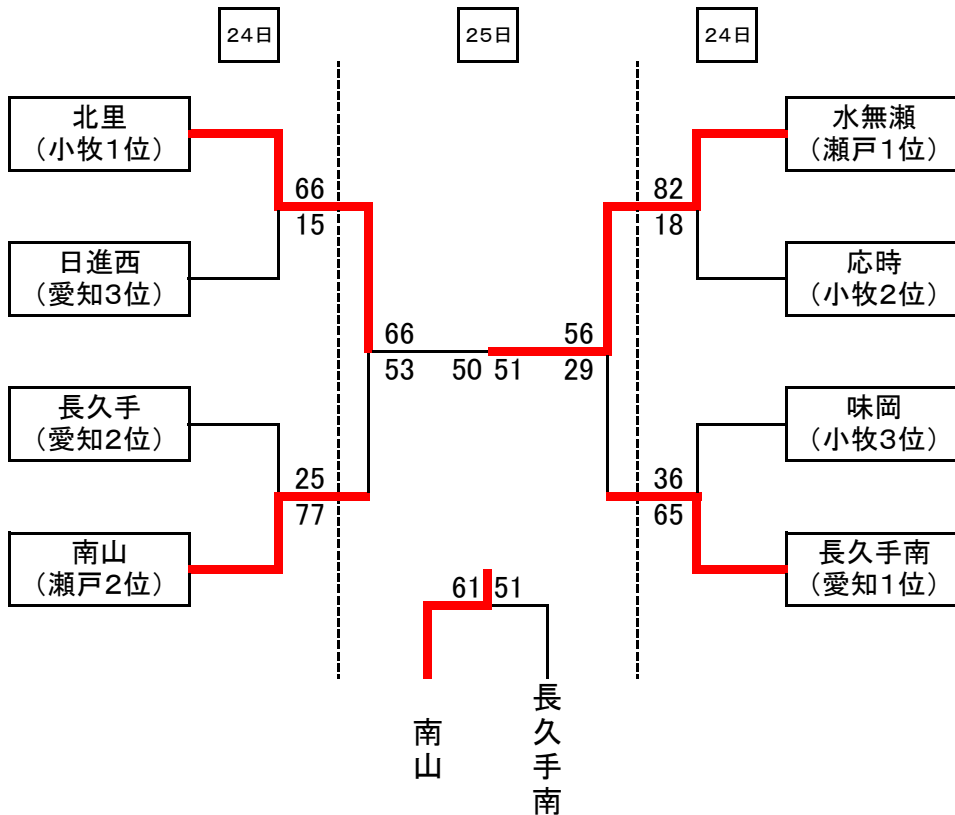 24日
25日
24日
北里
(小牧1位)
水無瀬
(瀬戸1位)
66
15
82
18
日進西
(愛知3位)
応時
(小牧2位)
66
53
50
51
56
29
長久手
(愛知2位)
味岡
(小牧3位)
25
77
36
65
南山
(瀬戸2位)
長久手南
(愛知1位)
61
51
南山
長久手南